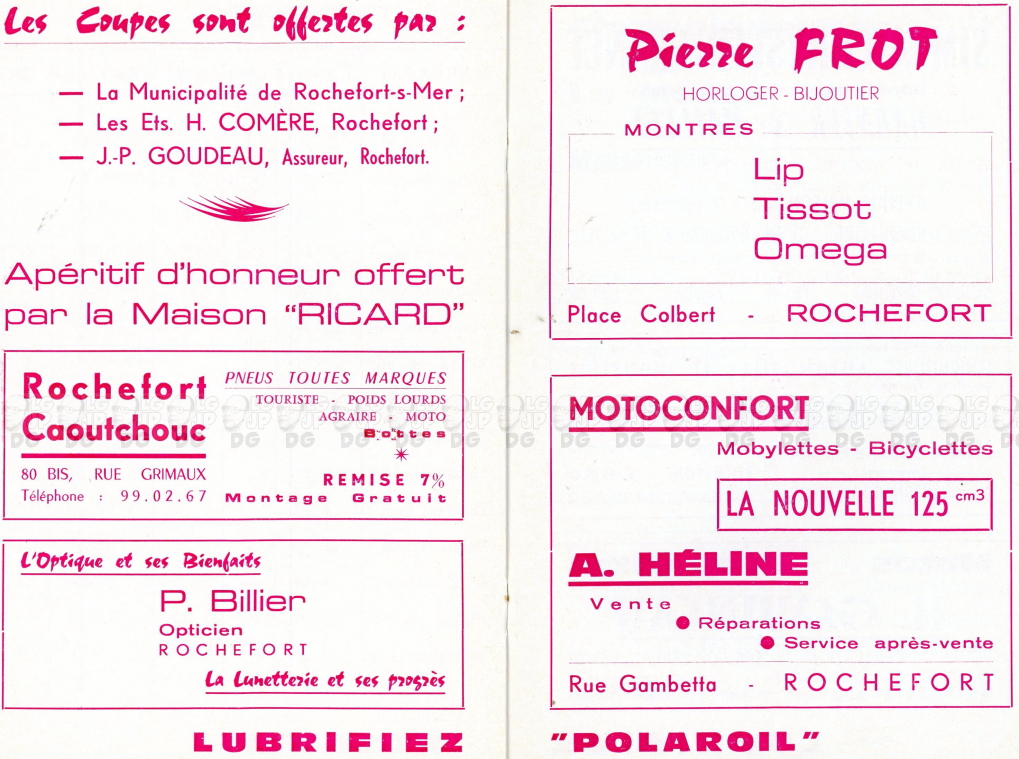 Les Coupes sont offertes par :
— La Municipalité de Rochefort-s-Mer ;
— Les Ets. H. COMÈRE, Rochefort ;
— J.-P. GOUDEAU, Assureur, Rochefort.
Apéritif d'honneur offert
par la Maison "RICARD"
Rochefort
Caoutchouc
80 BIS, RUE GRIMAUX
Téléphone : 99.02.67
PNEUS TOUTES MARQUES
TOURISTE - POIDS LOURDS
AGRAIRE - MOTO
Bottes
REMISE 7%
Montage Gratuit
L'Optique et ses Bienfaits
P. Billier
Opticien
ROCHEFORT
La Lunetterie et ses progrès
LUBRIFIEZ
Pierre FROT
HORLOGER - BIJOUTIER
MONTRES
Lip
Tissot
Omega
Place Colbert - ROCHEFORT
MOTOCONFORT
Mobylettes - Bicyclettes
LA NOUVELLE 125 cm3
A. HÉLINE
Vente
● Réparations
● Service après-vente
Rue Gambetta - ROCHEFORT
"POLAROIL"